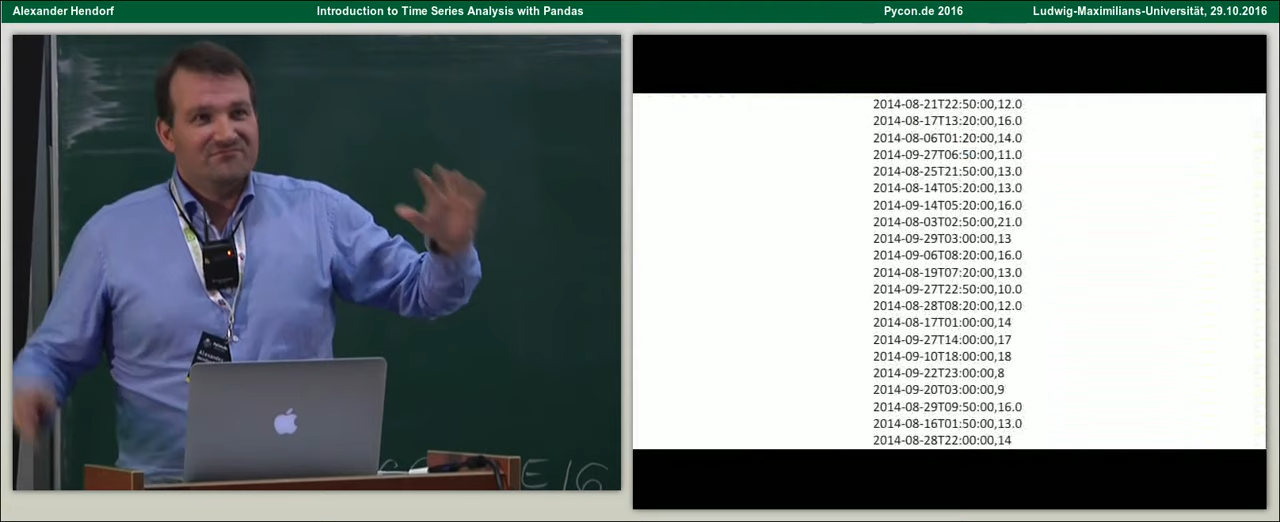 Alexander Hendorf Introduction to Time Series Analysis with Pandas Pycon.de 2016 Ludwig-Maximilians-Universität, 29.10.2016
2014-08-21T22:50:00,12.0
2014-08-17T13:20:00,16.0
2014-08-06T01:20:00,14.0
2014-09-27T06:50:00,11.0
2014-08-25T21:50:00,13.0
2014-08-14T05:20:00,13.0
2014-09-14T05:20:00,16.0
2014-08-03T02:50:00,21.0
2014-09-29T03:00:00,13
2014-09-06T08:20:00,16.0
2014-08-19T07:20:00,13.0
2014-09-27T22:50:00,10.0
2014-08-28T08:20:00,12.0
2014-08-17T01:00:00,14
2014-09-27T14:00:00,17
2014-09-10T18:00:00,18
2014-09-22T23:00:00,8
2014-09-20T03:00:00,9
2014-08-29T09:50:00,16.0
2014-08-16T01:50:00,13.0
2014-08-28T22:00:00,14
Alexander
E16